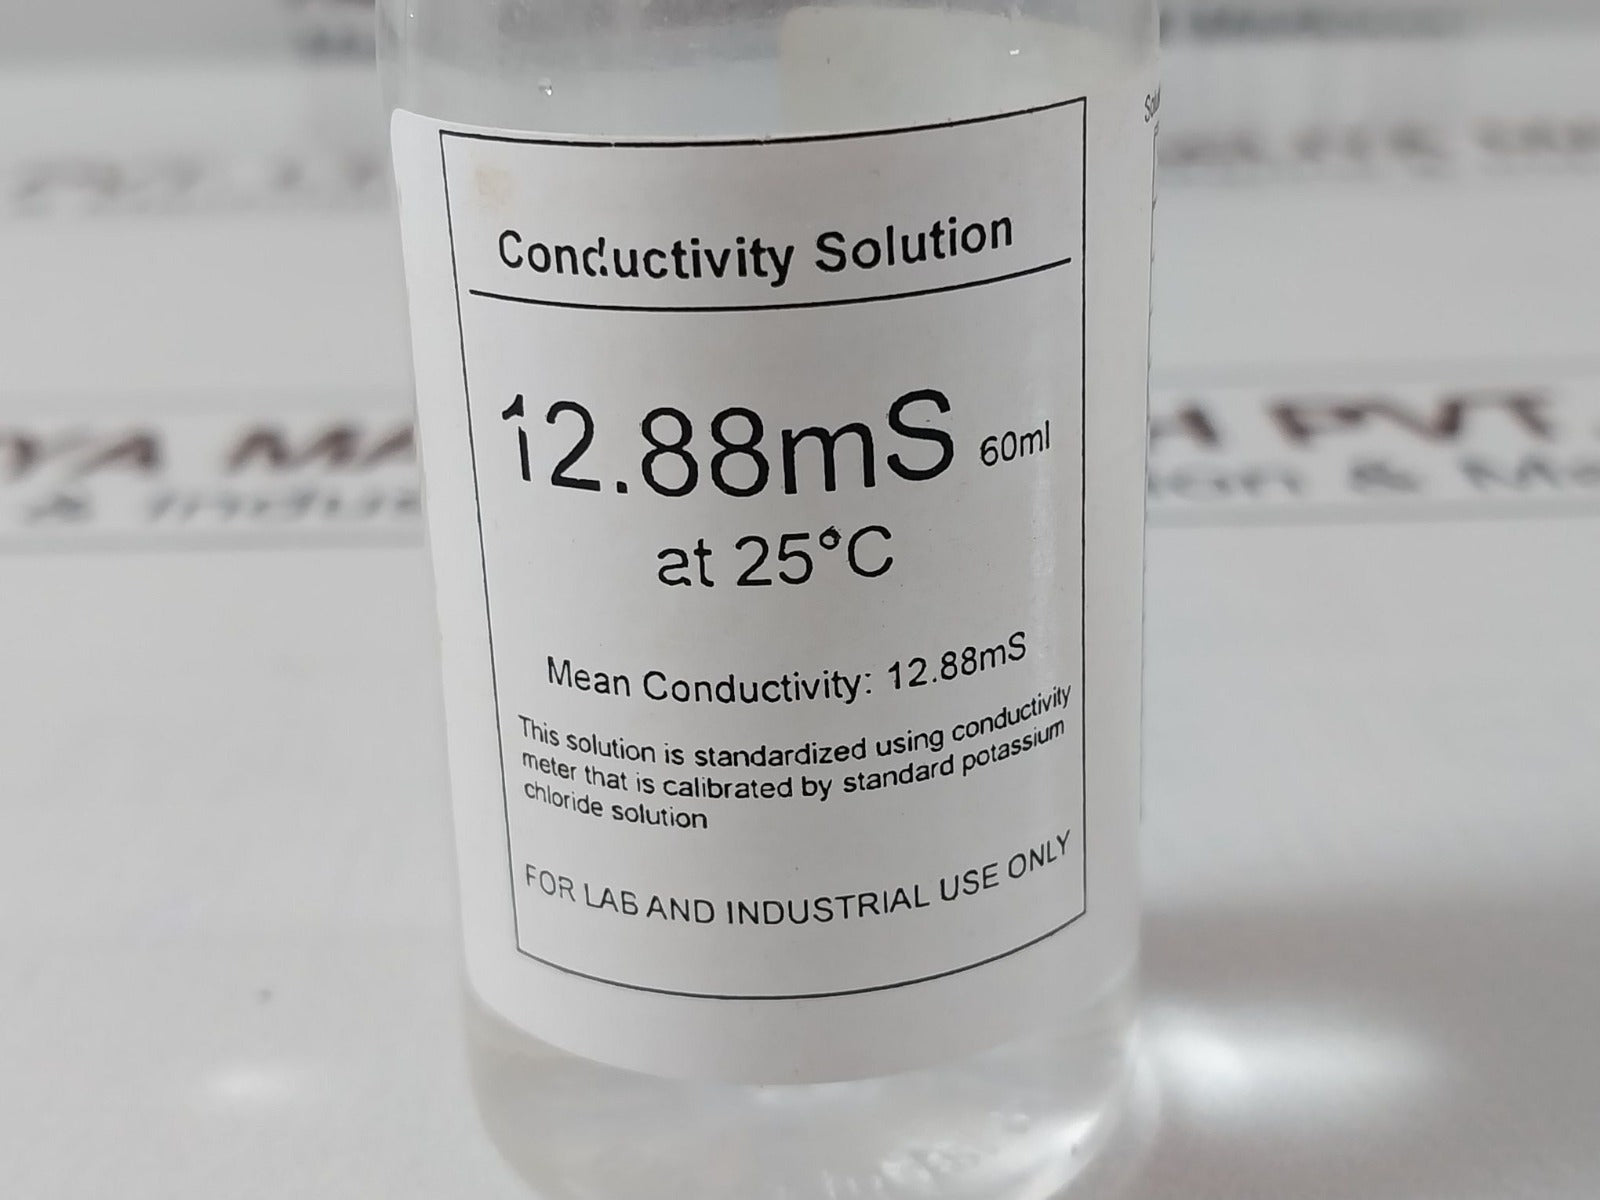 Conductivity Solution
12.88mS 60ml
at 25°C
Mean Conductivity: 12.88mS
This solution is standardized using conductivity
meter that is calibrated by standard potassium
chloride solution
FOR LAB AND INDUSTRIAL USE ONLY
PVT
&